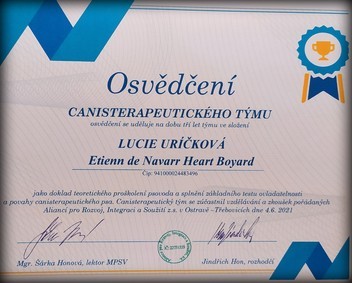 Osvědčení
CANISTERAPEUTICKÉHO TÝMU
osvědčení se uděluje na dobu tří let týmu ve složení
LUCIE URÍČKOVÁ
Etienn de Navarr Heart Boyard
Čip: 941000024483496
jako doklad teoretického proškolení psovoda a splnění základního testu ovladatelnosti
a povahy canisterapeutického psa. Canisterapeutický tým se zúčastnil vzdělávání a zkoušek pořádaných
Aliancí pro Rozvoj, Integraci a Soužití z.s. v Ostravě - Třebovicích dne 4.6. 2021
Mgr. Šárka Honová, lektor MPSV
Jindřich Hon, rozhodčí